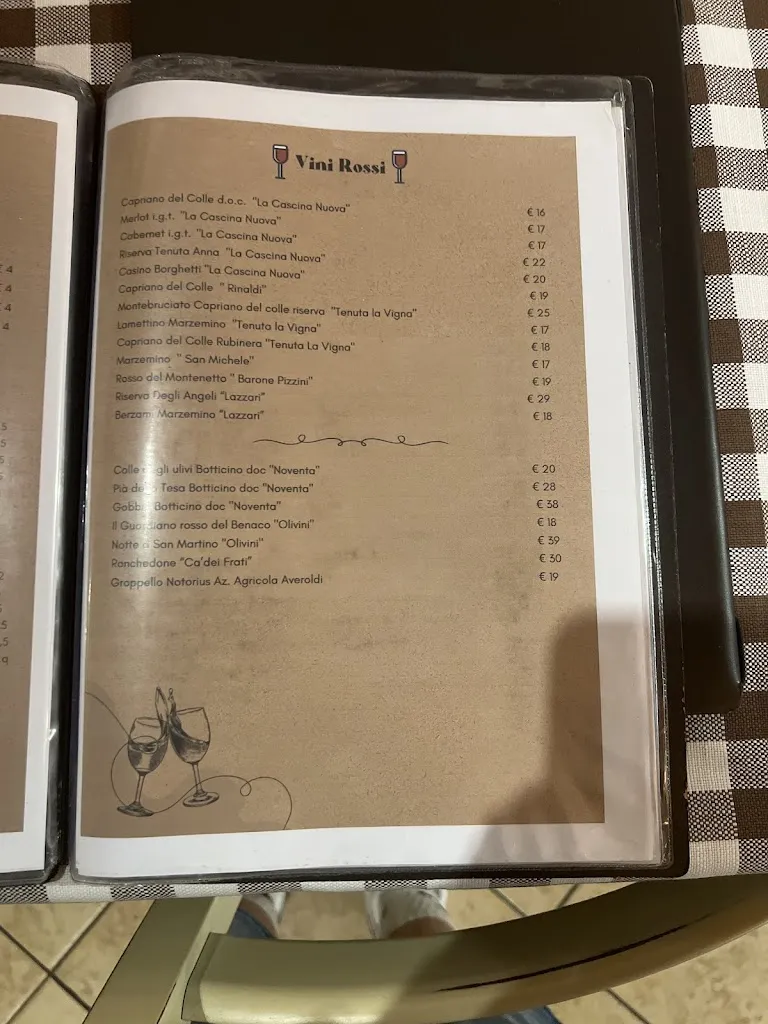 Vini Rossi
Capriano del Colle d.o.c. "La Cascina Nuova" € 16
Merlot i.g.t. "La Cascina Nuova" € 17
Cabernet i.g.t. "La Cascina Nuova" € 17
Riserva Tenuta Anna "La Cascina Nuova" € 22
Casino Borghetti "La Cascina Nuova" € 20
Capriano del Colle " Rinaldi" € 19
Montebruciato Capriano del colle riserva "Tenuta la Vigna" € 25
Lamettino Marzemino "Tenuta la Vigna" € 17
Capriano del Colle Rubinera "Tenuta La Vigna" € 18
Marzemino " San Michele" € 17
Rosso del Montenetto " Barone Pizzini" € 19
Riserva Degli Angeli "Lazzari" € 29
Berzami Marzemino "Lazzari" € 18
Colle degli ulivi Botticino doc "Noventa" € 20
Pià de Tesa Botticino doc "Noventa" € 28
Gobbi Botticino doc "Noventa" € 38
Il Guardiano rosso del Benaco "Olivini" € 18
Notte a San Martino "Olivini" € 39
Ronchedone "Ca'dei Frati" € 30
Groppello Notorius Az. Agricola Averoldi € 19